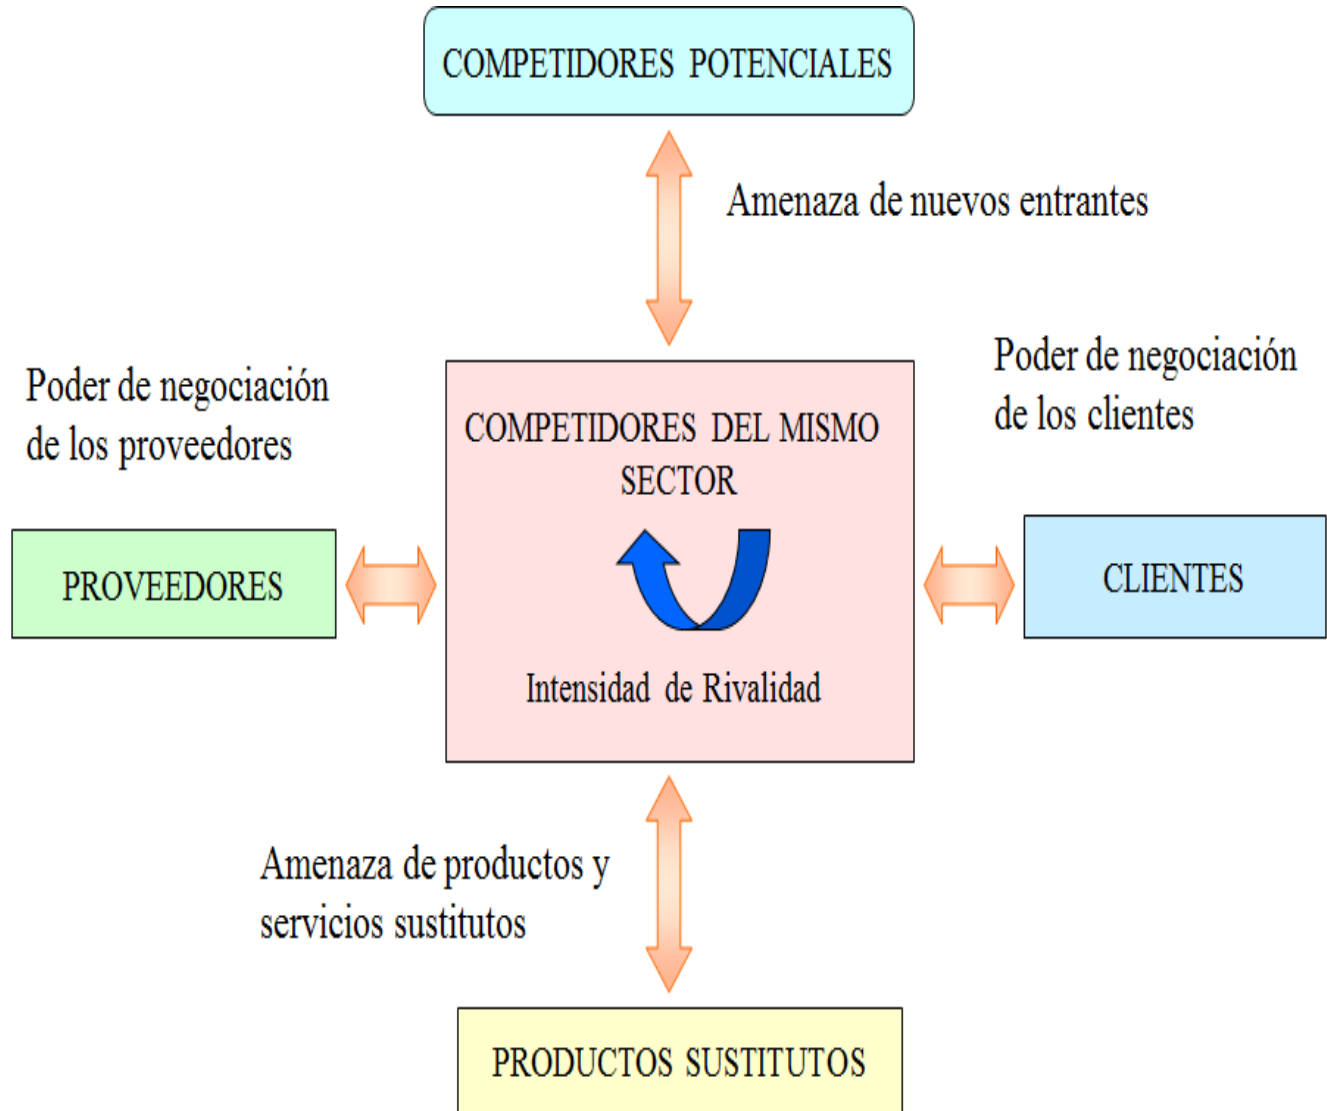 COMPETIDORES POTENCIALES
Amenaza de nuevos entrantes
Poder de negociación
de los proveedores
COMPETIDORES DEL MISMO
SECTOR
Poder de negociación
de los clientes
PROVEEDORES
CLIENTES
Intensidad de Rivalidad
Amenaza de productos y
servicios sustitutos
PRODUCTOS SUSTITUTOS